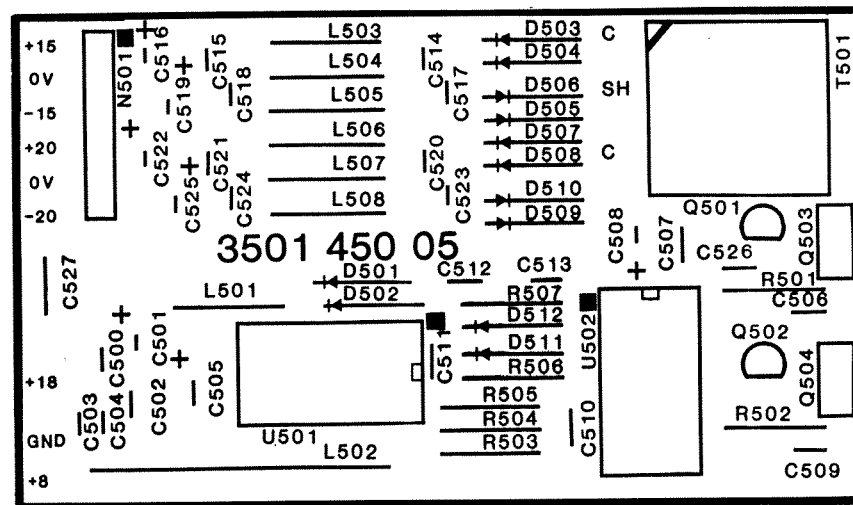 +15
0V
-15
+20
0V
-20
N501
+
C516
C519
+
+
C522
C525
+
C515
C518
C521
C524
L503
L504
L505
L506
L507
L508
C514
C517
C520
C523
D503
D504
D506
D505
D507
D508
D510
D509
C
SH
C
T501
Q501
Q503
C508
+
C507
C526
R501
C506
3501 450 05
C527
L501
D501
D502
C512
C513
R507
D512
D511
R506
R505
R504
R503
C511
U502
C510
Q502
Q504
R502
C509
+18
GND
+8
C503
C504
C500
+
C501
C502
+
C505
U501
L502